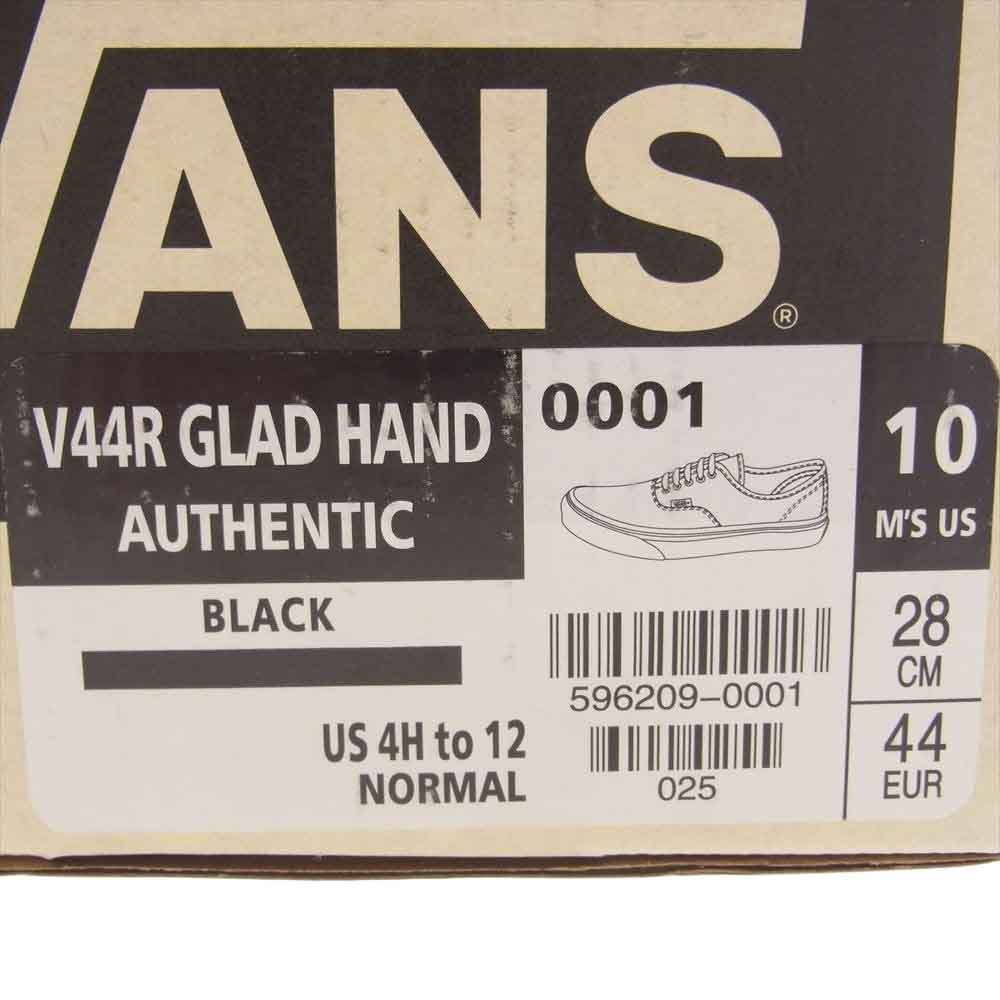 VANS®
V44R GLAD HAND
AUTHENTIC
BLACK
US 4H to 12
NORMAL
0001
596209-0001
025
10
M'S US
28
CM
44
EUR